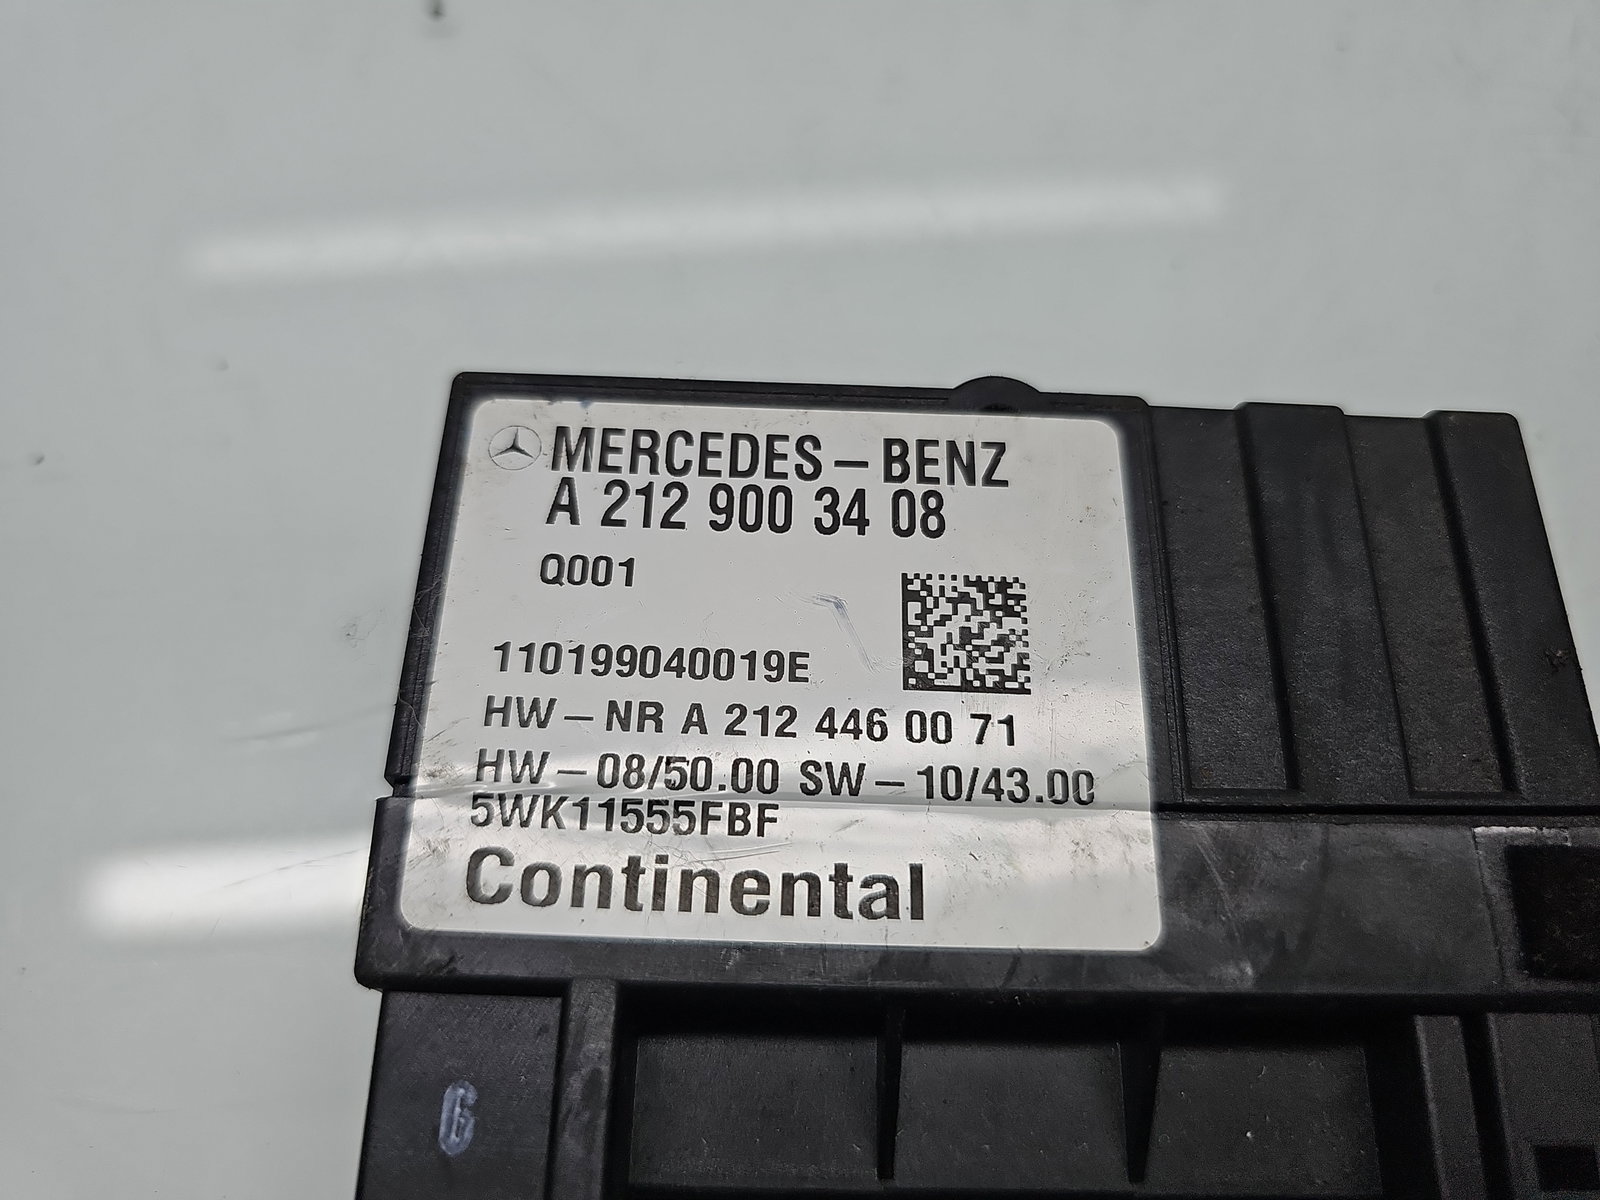 MERCEDES – BENZ
A 212 900 34 08
Q001
110199040019E
HW – NR A 212 446 00 71
HW – 08/50.00 SW – 10/43.00
5WK11555FBF
Continental